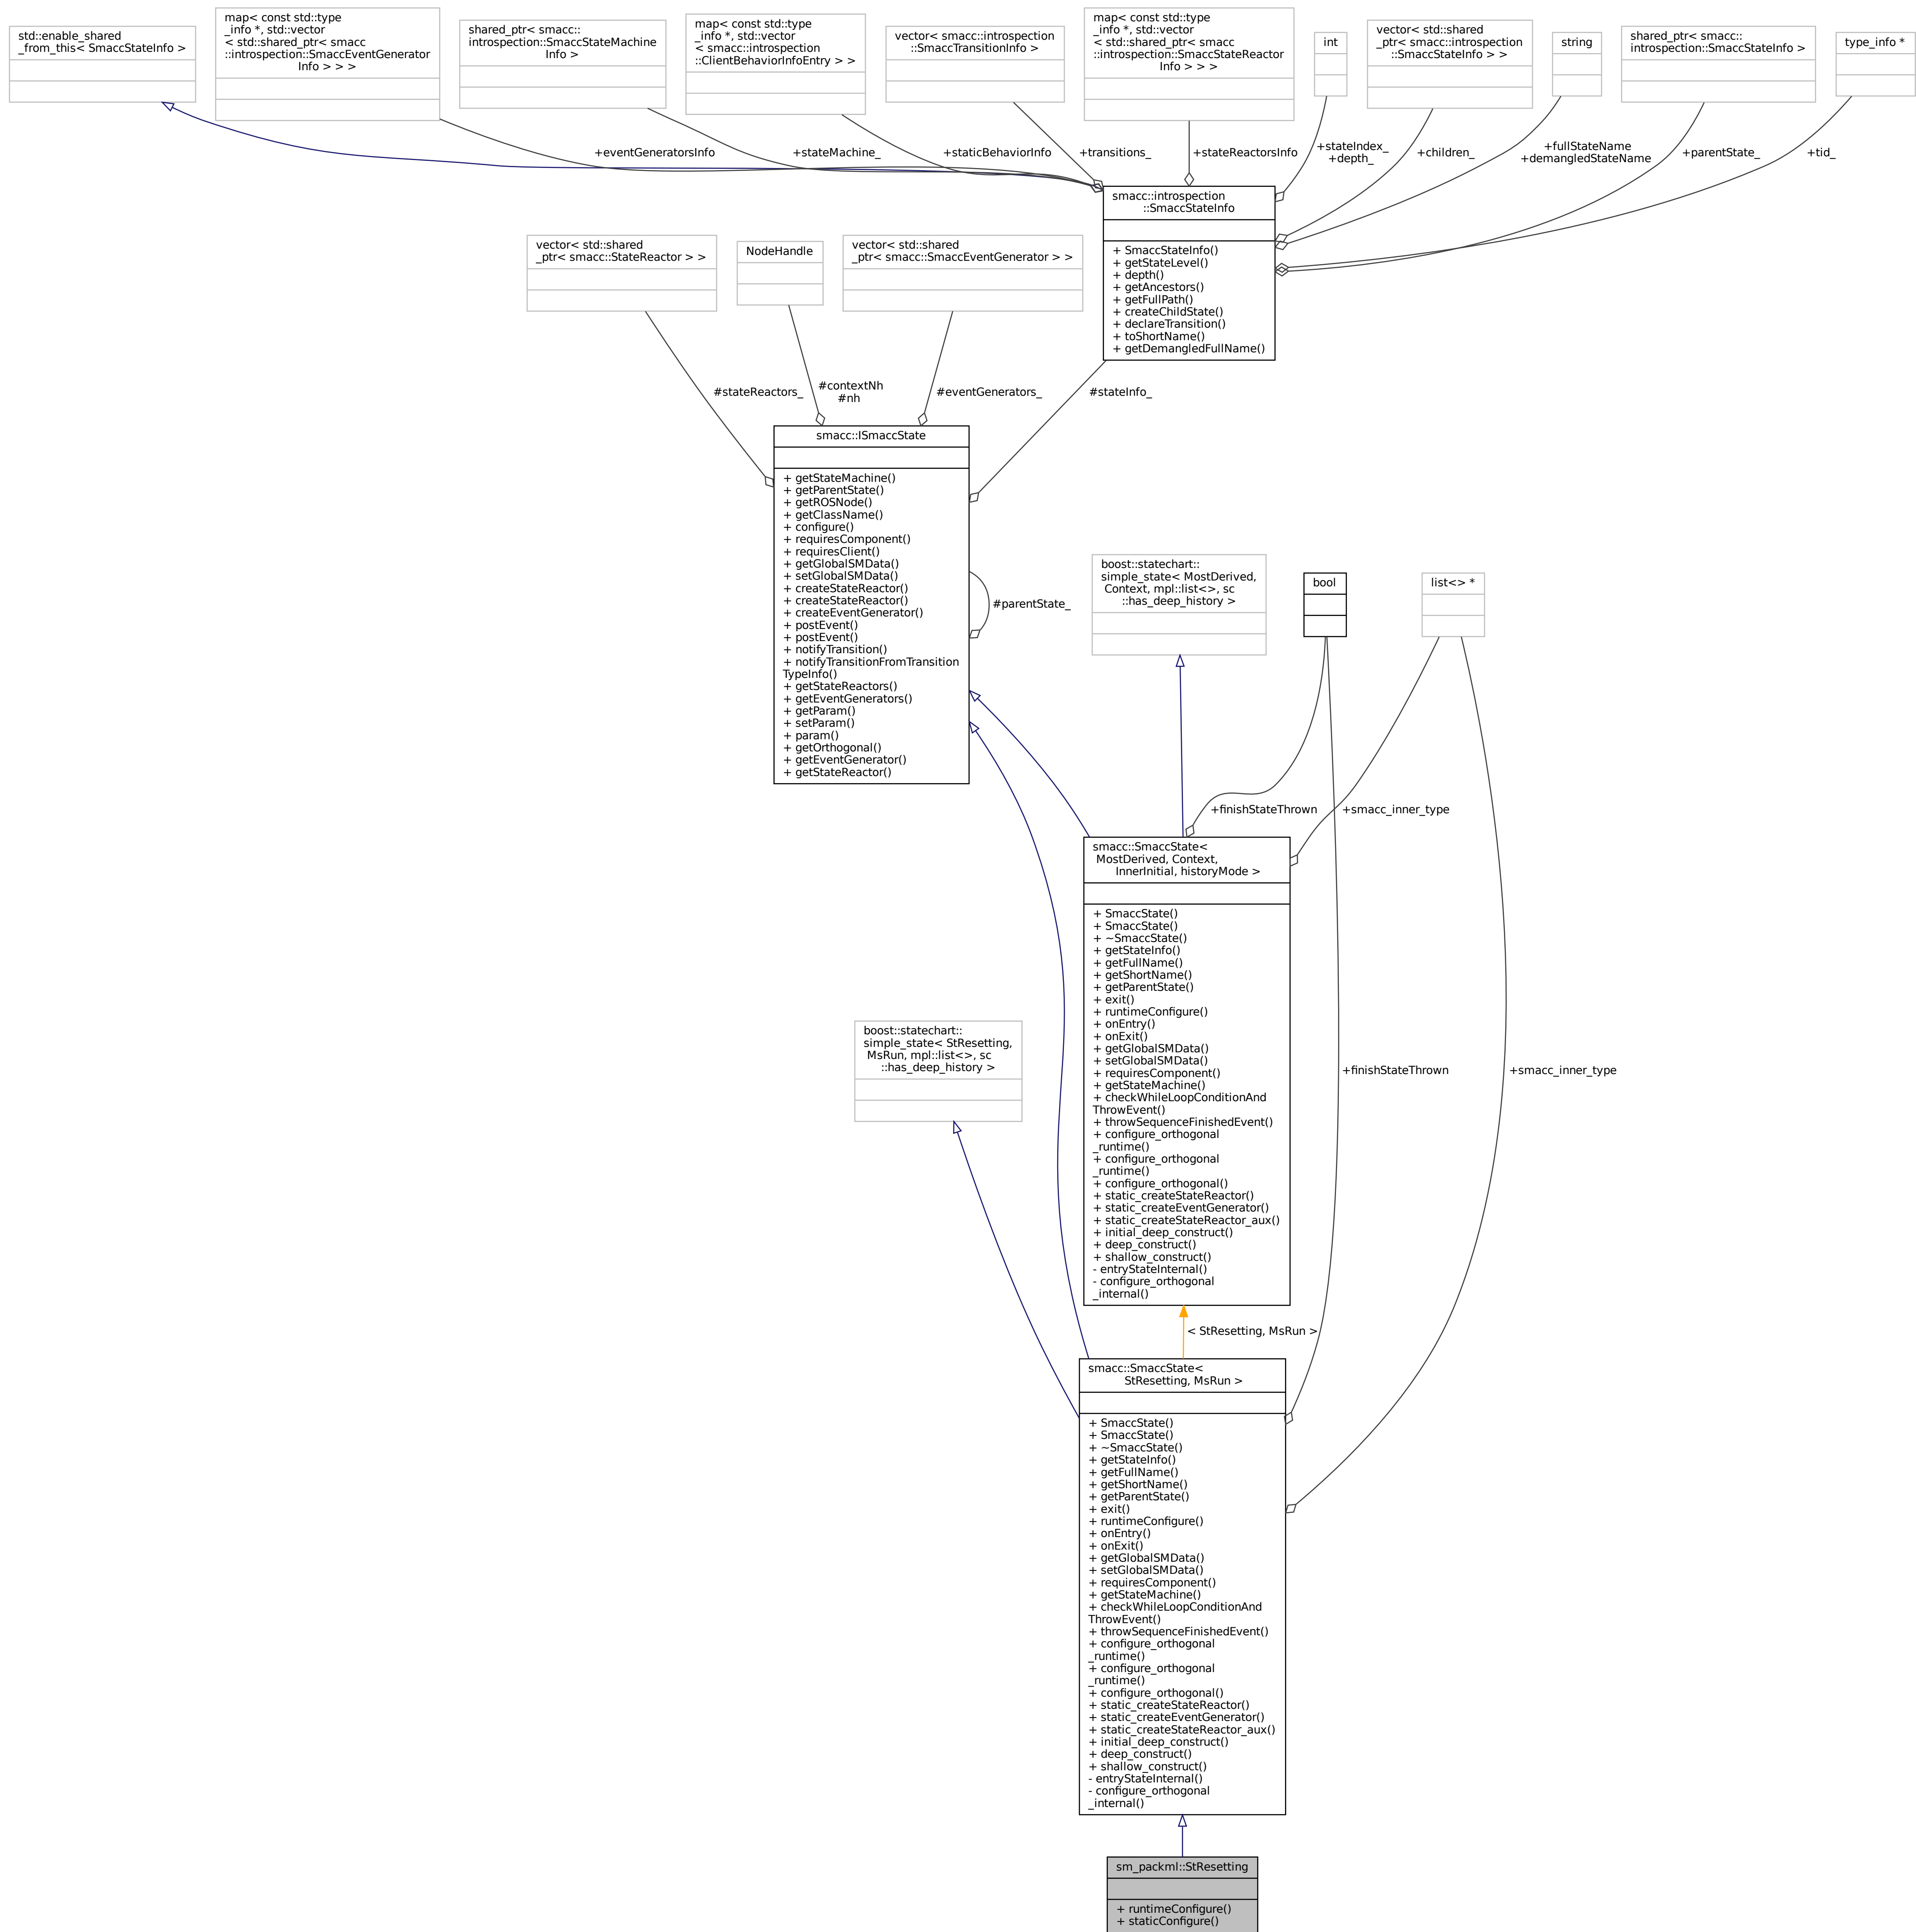 std::enable_shared
_from_this< SmaccStateInfo >
map< const std::type
_info *, std::vector
< std::shared_ptr< smacc
::introspection::SmaccEventGenerator
Info > > >
shared_ptr< smacc::
introspection::SmaccStateMachine
Info >
map< const std::type
_info *, std::vector
< smacc::introspection
::ClientBehaviorInfoEntry > >
vector< smacc::introspection
::SmaccTransitionInfo >
map< const std::type
_info *, std::vector
< std::shared_ptr< smacc
::introspection::SmaccStateReactor
Info > > >
int
vector< std::shared
_ptr< smacc::introspection
::SmaccStateInfo > >
string
shared_ptr< smacc::
introspection::SmaccStateInfo >
type_info *
+eventGeneratorsInfo
+stateMachine_
+staticBehaviorInfo
+transitions_
+stateReactorsInfo
+stateIndex_
+depth_
+children_
+fullStateName
+demangledStateName
+parentState_
+tid_
smacc::introspection
::SmaccStateInfo
+ SmaccStateInfo()
+ getStateLevel()
+ depth()
+ getAncestors()
+ getFullPath()
+ createChildState()
+ declareTransition()
+ toShortName()
+ getDemangledFullName()
vector< std::shared
_ptr< smacc::StateReactor > >
NodeHandle
vector< std::shared
_ptr< smacc::SmaccEventGenerator > >
#stateReactors_
#contextNh
#nh
#eventGenerators_
#stateInfo_
smacc::ISmaccState
+ getStateMachine()
+ getParentState()
+ getROSNode()
+ getClassName()
+ configure()
+ requiresComponent()
+ requiresClient()
+ getGlobalSMData()
+ setGlobalSMData()
+ createStateReactor()
+ createStateReactor()
+ createEventGenerator()
+ postEvent()
+ postEvent()
+ notifyTransition()
+ notifyTransitionFromTransition
TypeInfo()
+ getStateReactors()
+ getEventGenerators()
+ getParam()
+ setParam()
+ param()
+ getOrthogonal()
+ getEventGenerator()
+ getStateReactor()
#parentState_
boost::statechart::
simple_state< MostDerived,
Context, mpl::list<>, sc
::has_deep_history >
bool
list<> *
+finishStateThrown
+smacc_inner_type
smacc::SmaccState<
MostDerived, Context,
InnerInitial, historyMode >
+ SmaccState()
+ SmaccState()
+ ~SmaccState()
+ getStateInfo()
+ getFullName()
+ getShortName()
+ getParentState()
+ exit()
+ runtimeConfigure()
+ onEntry()
+ onExit()
+ getGlobalSMData()
+ setGlobalSMData()
+ requiresComponent()
+ getStateMachine()
+ checkWhileLoopConditionAnd
ThrowEvent()
+ throwSequenceFinishedEvent()
+ configure_orthogonal
_runtime()
+ configure_orthogonal
_runtime()
+ configure_orthogonal()
+ static_createStateReactor()
+ static_createEventGenerator()
+ static_createStateReactor_aux()
+ initial_deep_construct()
+ deep_construct()
+ shallow_construct()
- entryStateInternal()
- configure_orthogonal
_internal()
boost::statechart::
simple_state< StResetting,
MsRun, mpl::list<>, sc
::has_deep_history >
+finishStateThrown
+smacc_inner_type
< StResetting, MsRun >
smacc::SmaccState<
StResetting, MsRun >
+ SmaccState()
+ SmaccState()
+ ~SmaccState()
+ getStateInfo()
+ getFullName()
+ getShortName()
+ getParentState()
+ exit()
+ runtimeConfigure()
+ onEntry()
+ onExit()
+ getGlobalSMData()
+ setGlobalSMData()
+ requiresComponent()
+ getStateMachine()
+ checkWhileLoopConditionAnd
ThrowEvent()
+ throwSequenceFinishedEvent()
+ configure_orthogonal
_runtime()
+ configure_orthogonal
_runtime()
+ configure_orthogonal()
+ static_createStateReactor()
+ static_createEventGenerator()
+ static_createStateReactor_aux()
+ initial_deep_construct()
+ deep_construct()
+ shallow_construct()
- entryStateInternal()
- configure_orthogonal
_internal()
sm_packml::StResetting
+ runtimeConfigure()
+ staticConfigure()